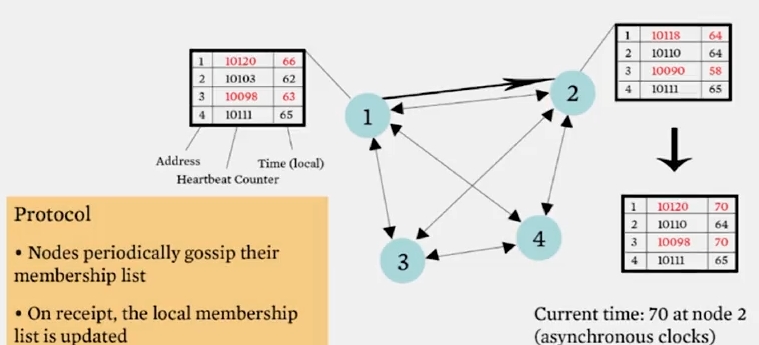 1 10120 66
2 10103 62
3 10098 63
4 10111 65
Address
Heartbeat Counter
Time (local)
1
2
3
4
1 10118 64
2 10110 64
3 10090 58
4 10111 65
1 10120 70
2 10110 64
3 10098 70
4 10111 65
Protocol
• Nodes periodically gossip their
membership list
• On receipt, the local membership
list is updated
Current time: 70 at node 2
(asynchronous clocks)